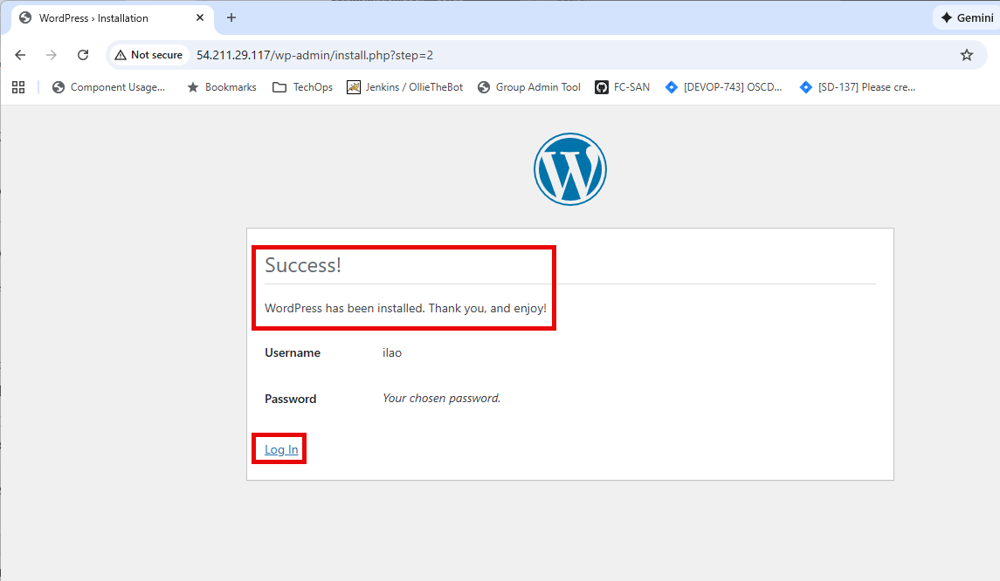 WordPress › Installation
Gemini
Not secure
54.211.29.117/wp-admin/install.php?step=2
Component Usage... Bookmarks TechOps Jenkins / OllieTheBot Group Admin Tool FC-SAN [DEVOP-743] OSCD... [SD-137] Please cre...
Success!
WordPress has been installed. Thank you, and enjoy!
Username ilao
Password Your chosen password.
Log In